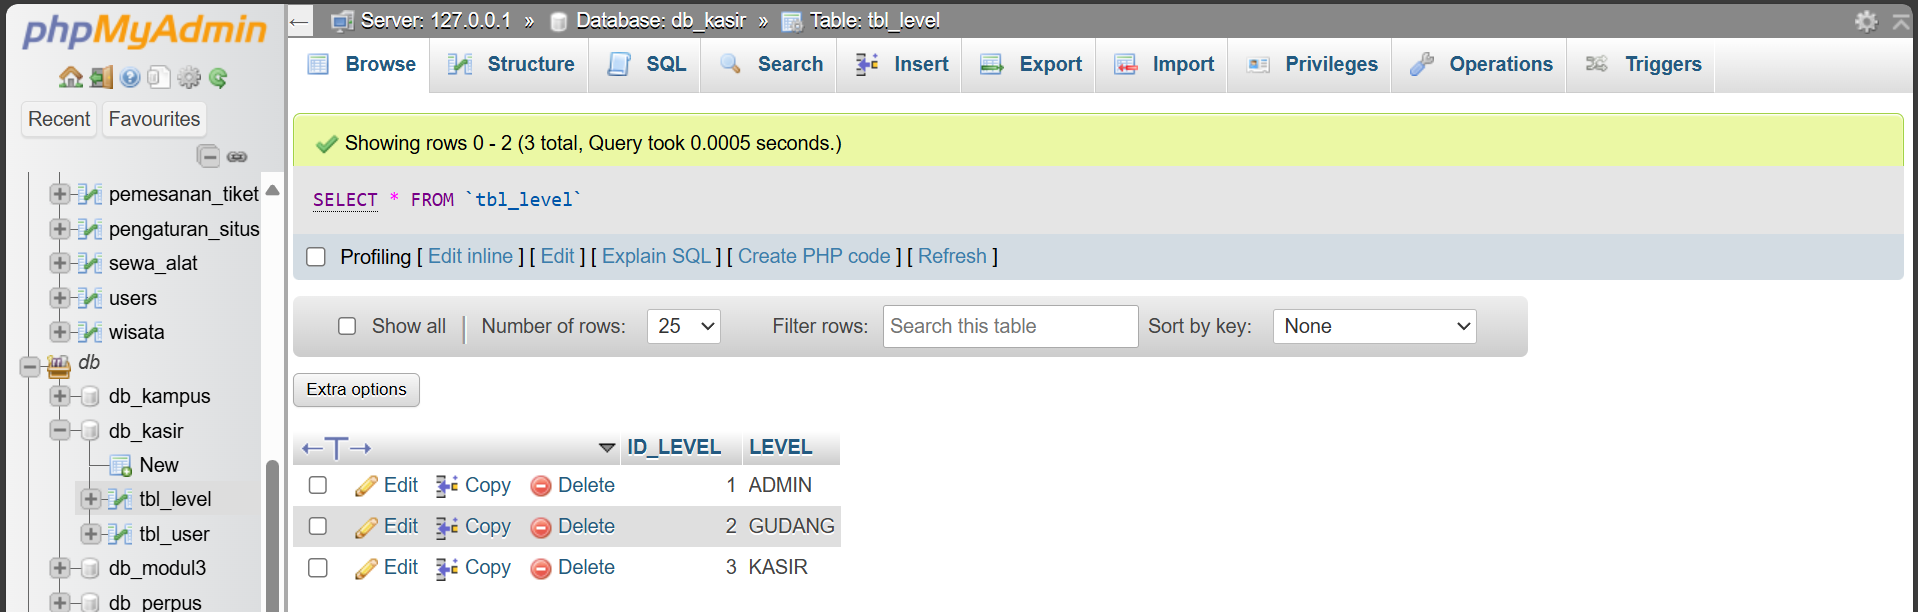 phpMyAdmin
Recent Favourites
pemesanan_tiket
pengaturan_situs
sewa_alat
users
wisata
db
db_kampus
db_kasir
New
tbl_level
tbl_user
db_modul3
db_perpus
Server: 127.0.0.1 » Database: db_kasir » Table: tbl_level
Browse Structure SQL Search Insert Export Import Privileges Operations Triggers
Showing rows 0 - 2 (3 total, Query took 0.0005 seconds.)
SELECT * FROM `tbl_level`
Profiling [ Edit inline ] [ Edit ] [ Explain SQL ] [ Create PHP code ] [ Refresh ]
Show all | Number of rows: 25 Filter rows: Search this table Sort by key: None
Extra options
←T→ ID_LEVEL LEVEL
Edit Copy Delete 1 ADMIN
Edit Copy Delete 2 GUDANG
Edit Copy Delete 3 KASIR